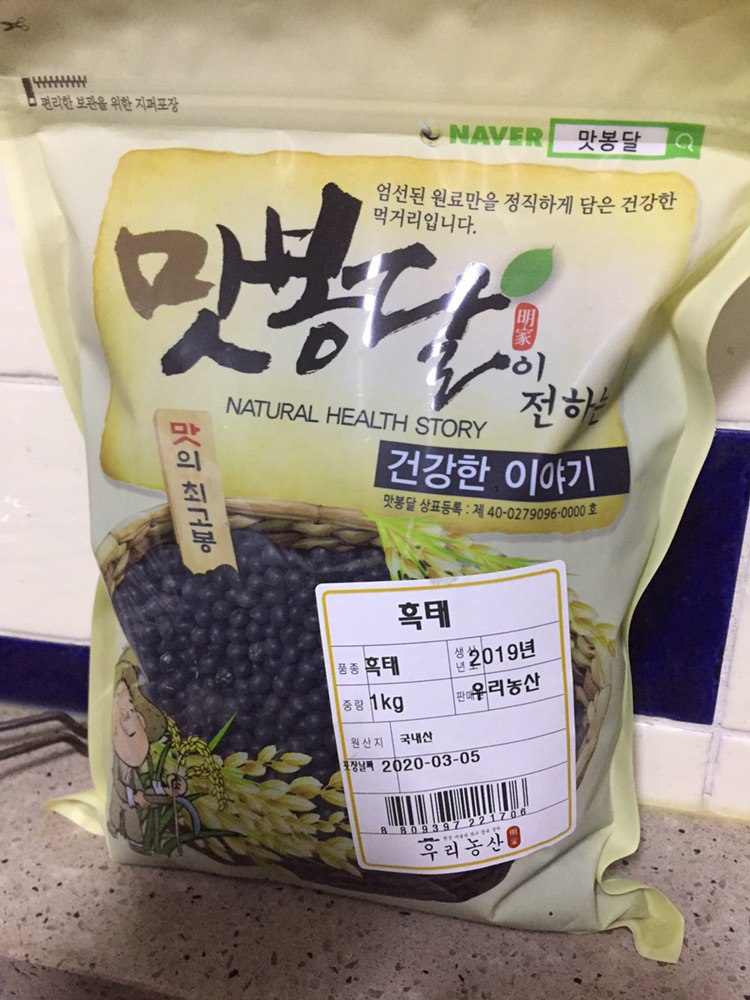 편리한 보관을 위한 지퍼포장
NAVER 맛봉달
엄선된 원료만을 정직하게 담은 건강한
먹거리입니다.
맛봉달이
明家
전하는
NATURAL HEALTH STORY
건강한 이야기
맛봉달 상표등록 : 제 40-0279096-0000 호
맛의 최고봉
흑태
품종 흑태 생산년도 2019년
중량 1kg 판매 우리농산
원산지 국내산
포장날짜 2020-03-05
8 809397 221706
우리농산 明家